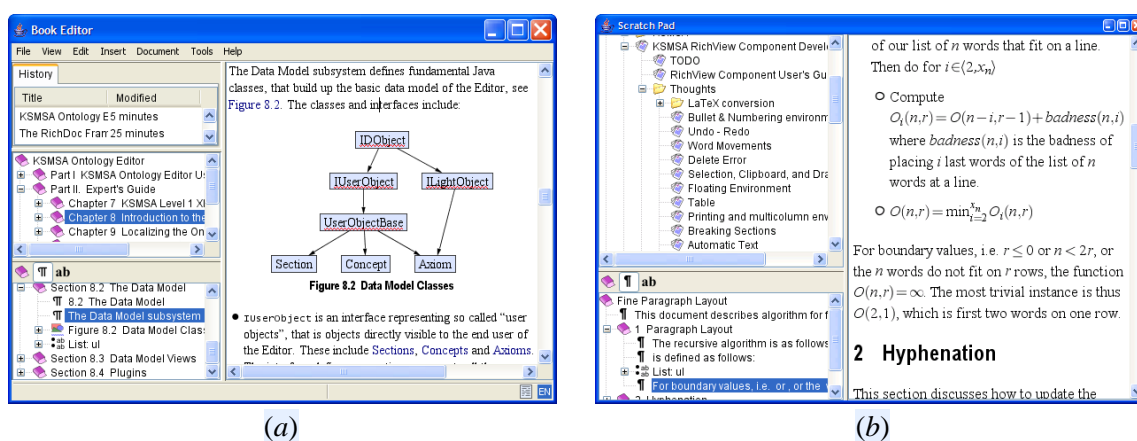 Book Editor
File View Edit Insert Document Tools Help
History
Title Modified
KSMSA Ontology E 5 minutes
The RichDoc Fram 25 minutes
KSMSA Ontology Editor
Part I KSMSA Ontology Editor U
Part II. Expert's Guide
Chapter 7 KSMSA Level 1 X
Chapter 8 Introduction to the
Chapter 9 Localizing the On
¶ ab
Section 8.2 The Data Model
¶ 8.2 The Data Model
¶ The Data Model subsystem
Figure 8.2 Data Model Clas
List: ul
Section 8.3 Data Model Views
Section 8.4 Plugins
The Data Model subsystem defines fundamental Java
classes, that build up the basic data model of the Editor, see
Figure 8.2. The classes and interfaces include:
IDObject
IUserObject ILightObject
UserObjectBase
Section Concept Axiom
Figure 8.2 Data Model Classes
● IUserObject is an interface representing so called “user
objects”, that is objects directly visible to the end user of
the Editor. These include Sections, Concepts and Axioms.
EN
(a)
Scratch Pad
KSMSA RichView Component Devel
TODO
RichView Component User's Gu
Thoughts
LaTeX conversion
Bullet & Numbering environm
Undo - Redo
Word Movements
Delete Error
Selection, Clipboard, and Dra
Floating Environment
Table
Printing and multicolumn env
Breaking Sections
Automatic Text
¶ ab
Fine Paragraph Layout
¶ This document describes algorithm for f
1 Paragraph Layout
¶ The recursive algorithm is as follows
¶ is defined as follows:
List: ul
¶ For boundary values, i.e. or , or the
2 Hyphenation
of our list of n words that fit on a line.
Then do for i∈⟨2,xₙ⟩
○ Compute
Oᵢ(n,r)=O(n−i,r−1)+badness(n,i)
where badness(n,i) is the badness of
placing i last words of the list of n
words at a line.
○ O(n,r)=min_{i=2}^{xₙ} Oᵢ(n,r)
For boundary values, i.e. r≤0 or n<2r, or
the n words do not fit on r rows, the function
O(n,r)=∞. The most trivial instance is thus
O(2,1), which is first two words on one row.
2 Hyphenation
This section discusses how to update the
(b)